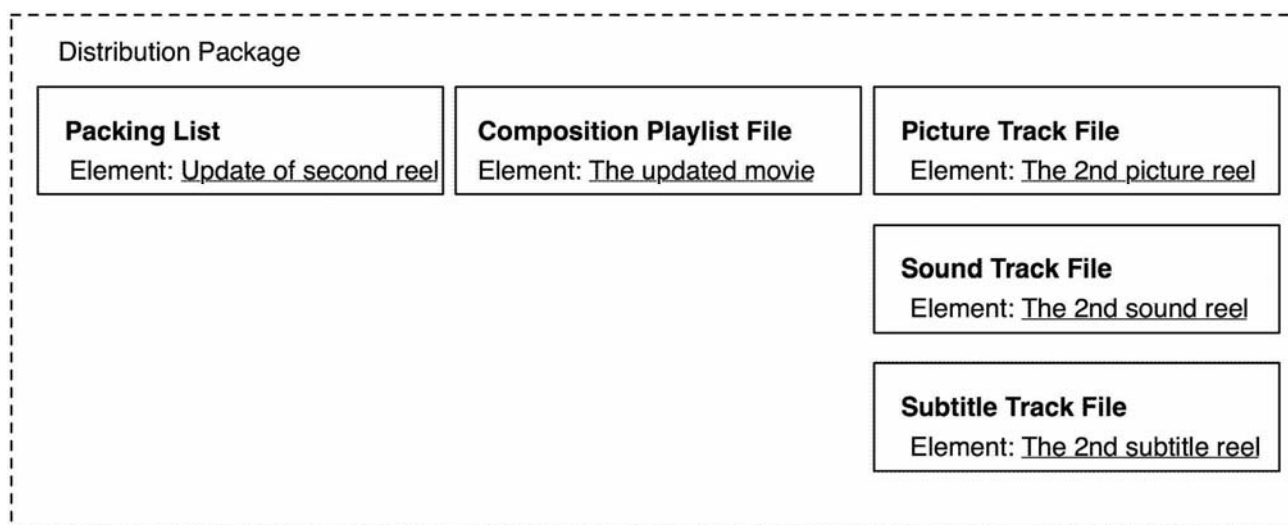 Distribution Package
Packing List
Element: Update of second reel
Composition Playlist File
Element: The updated movie
Picture Track File
Element: The 2nd picture reel
Sound Track File
Element: The 2nd sound reel
Subtitle Track File
Element: The 2nd subtitle reel